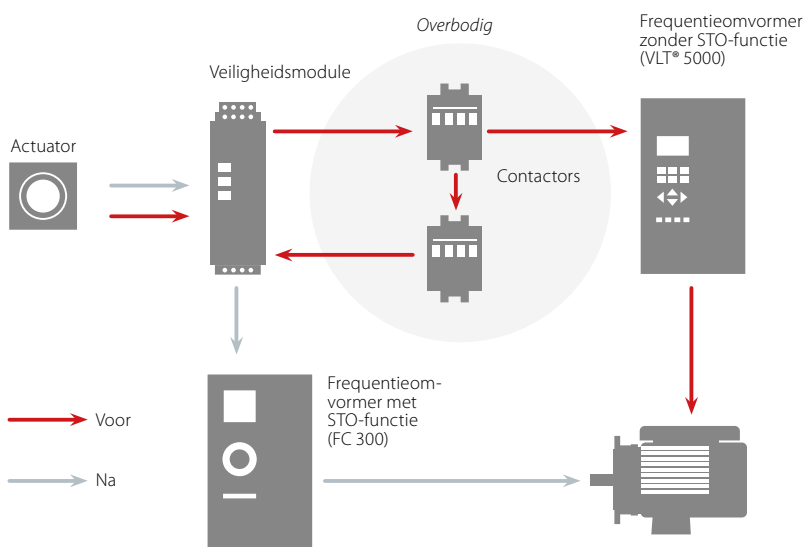 Overbodig
Frequentieomvormer
zonder STO-functie
(VLT® 5000)
Veiligheidsmodule
Actuator
Contactors
Frequentieom-
vormer met
STO-functie
(FC 300)
Voor
Na